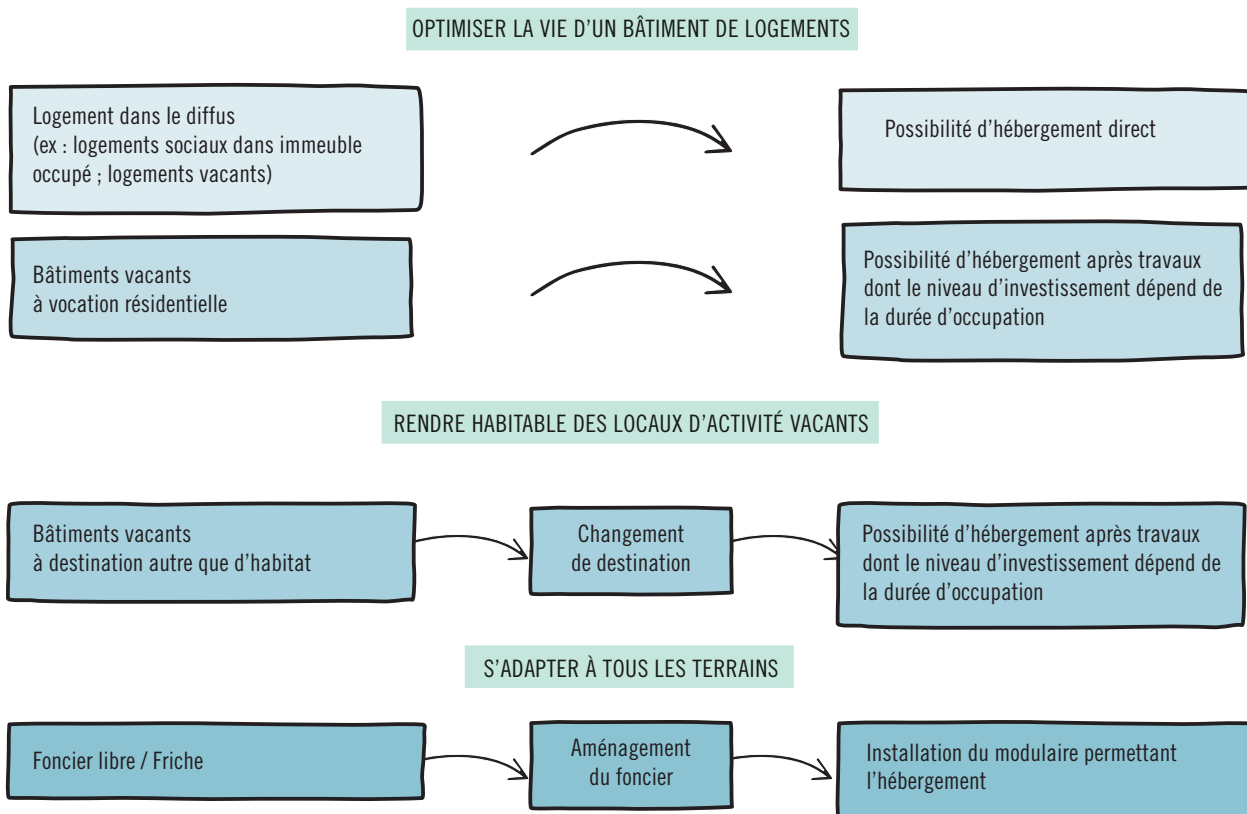 OPTIMISER LA VIE D'UN BÂTIMENT DE LOGEMENTS
Logement dans le diffus
(ex : logements sociaux dans immeuble
occupé ; logements vacants)
Possibilité d'hébergement direct
Bâtiments vacants
à vocation résidentielle
Possibilité d'hébergement après travaux
dont le niveau d'investissement dépend de
la durée d'occupation
RENDRE HABITABLE DES LOCAUX D'ACTIVITÉ VACANTS
Bâtiments vacants
à destination autre que d'habitat
Changement
de destination
Possibilité d'hébergement après travaux
dont le niveau d'investissement dépend de
la durée d'occupation
S'ADAPTER À TOUS LES TERRAINS
Foncier libre / Friche
Aménagement
du foncier
Installation du modulaire permettant
l'hébergement